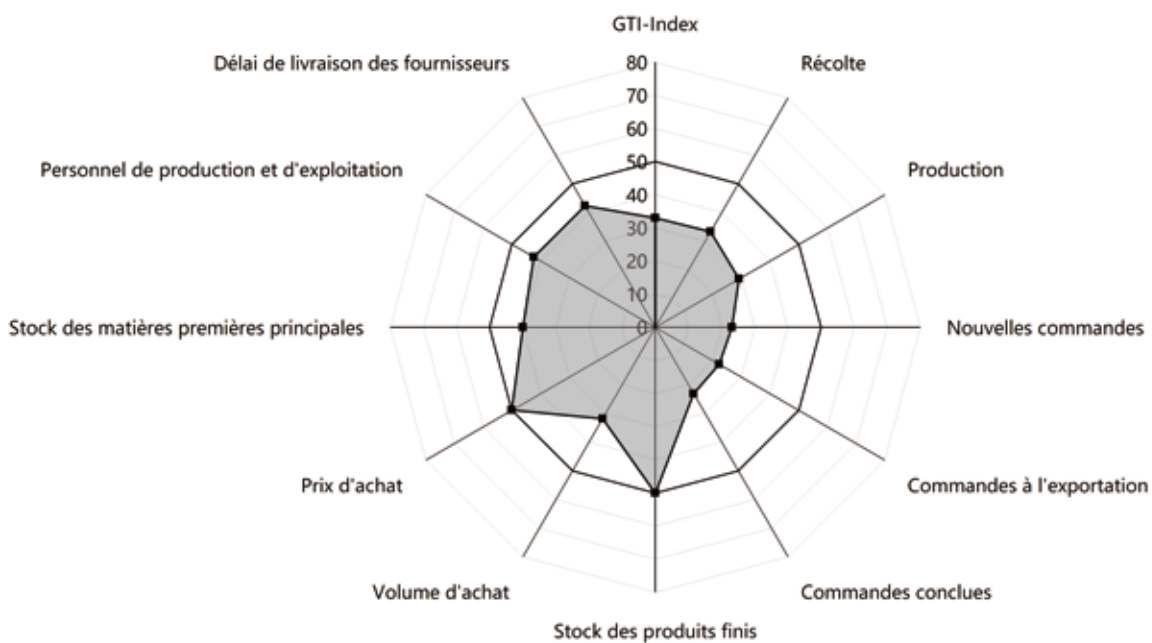 GTI-Index
Délai de livraison des fournisseurs
80
Récolte
70
60
Personnel de production et d'exploitation
50
Production
40
30
20
10
Stock des matières premières principales
0
Nouvelles commandes
Prix d'achat
Commandes à l'exportation
Volume d'achat
Commandes conclues
Stock des produits finis